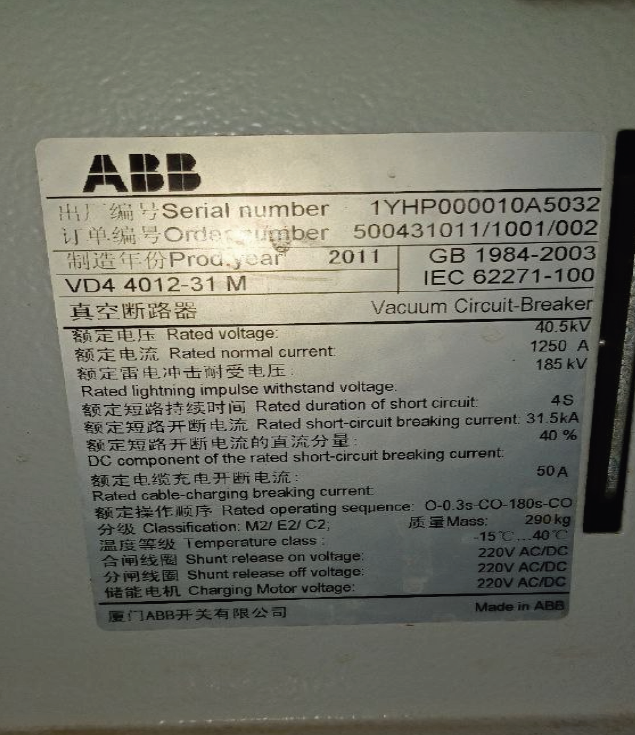 ABB
出厂编号Serial number 1YHP000010A5032
订单编号Order number 500431011/1001/002
制造年份Prod.year 2011 GB 1984-2003
VD4 4012-31 M IEC 62271-100
真空断路器 Vacuum Circuit-Breaker
额定电压 Rated voltage: 40.5kV
额定电流 Rated normal current: 1250 A
额定雷电冲击耐受电压: 185 kV
Rated lightning impulse withstand voltage:
额定短路持续时间 Rated duration of short circuit: 4S
额定短路开断电流 Rated short-circuit breaking current: 31.5kA
额定短路开断电流的直流分量: 40 %
DC component of the rated short-circuit breaking current:
额定电缆充电开断电流: 50A
Rated cable-charging breaking current:
额定操作顺序 Rated operating sequence: O-0.3s-CO-180s-CO
分级 Classification: M2/ E2/ C2; 质量Mass: 290kg
温度等级 Temperature class : -15℃...40℃
合闸线圈 Shunt release on voltage: 220V AC/DC
分闸线圈 Shunt release off voltage: 220V AC/DC
储能电机 Charging Motor voltage: 220V AC/DC
厦门ABB开关有限公司 Made in ABB